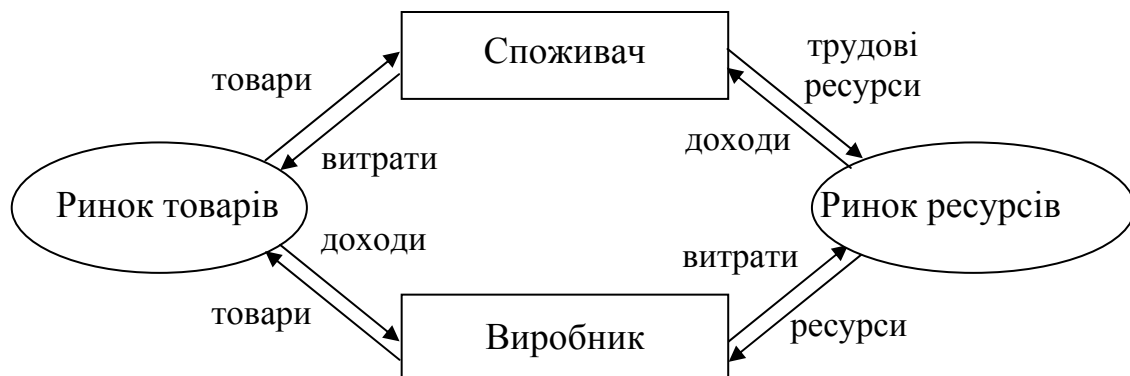 Споживач
трудові
ресурси
товари
доходи
витрати
Ринок товарів
Ринок ресурсів
доходи
витрати
товари
ресурси
Виробник